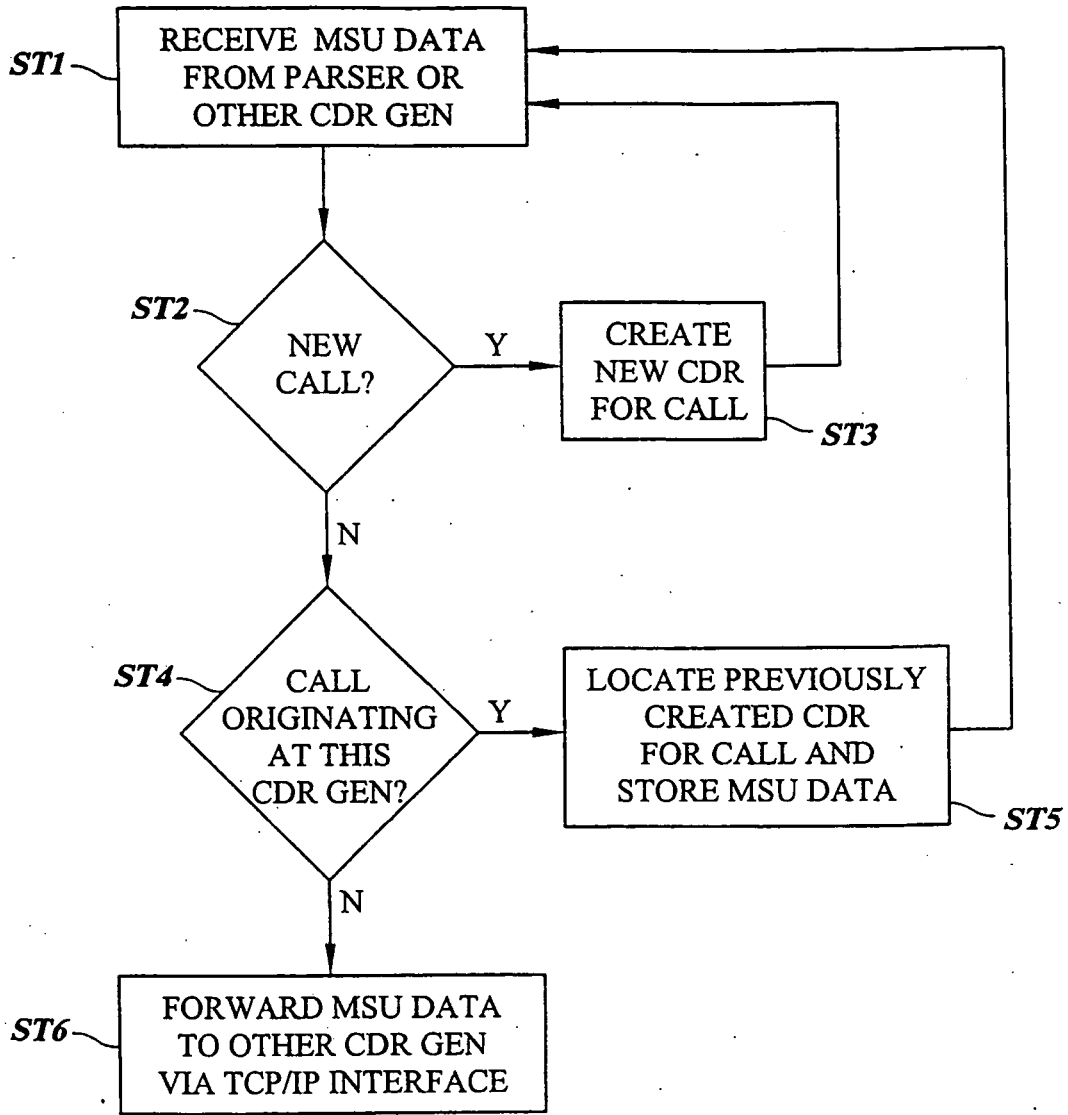 ST1
RECEIVE MSU DATA
FROM PARSER OR
OTHER CDR GEN
ST2
NEW
CALL?
Y
CREATE
NEW CDR
FOR CALL
ST3
N
ST4
CALL
ORIGINATING
AT THIS
CDR GEN?
Y
LOCATE PREVIOUSLY
CREATED CDR
FOR CALL AND
STORE MSU DATA
ST5
N
ST6
FORWARD MSU DATA
TO OTHER CDR GEN
VIA TCP/IP INTERFACE